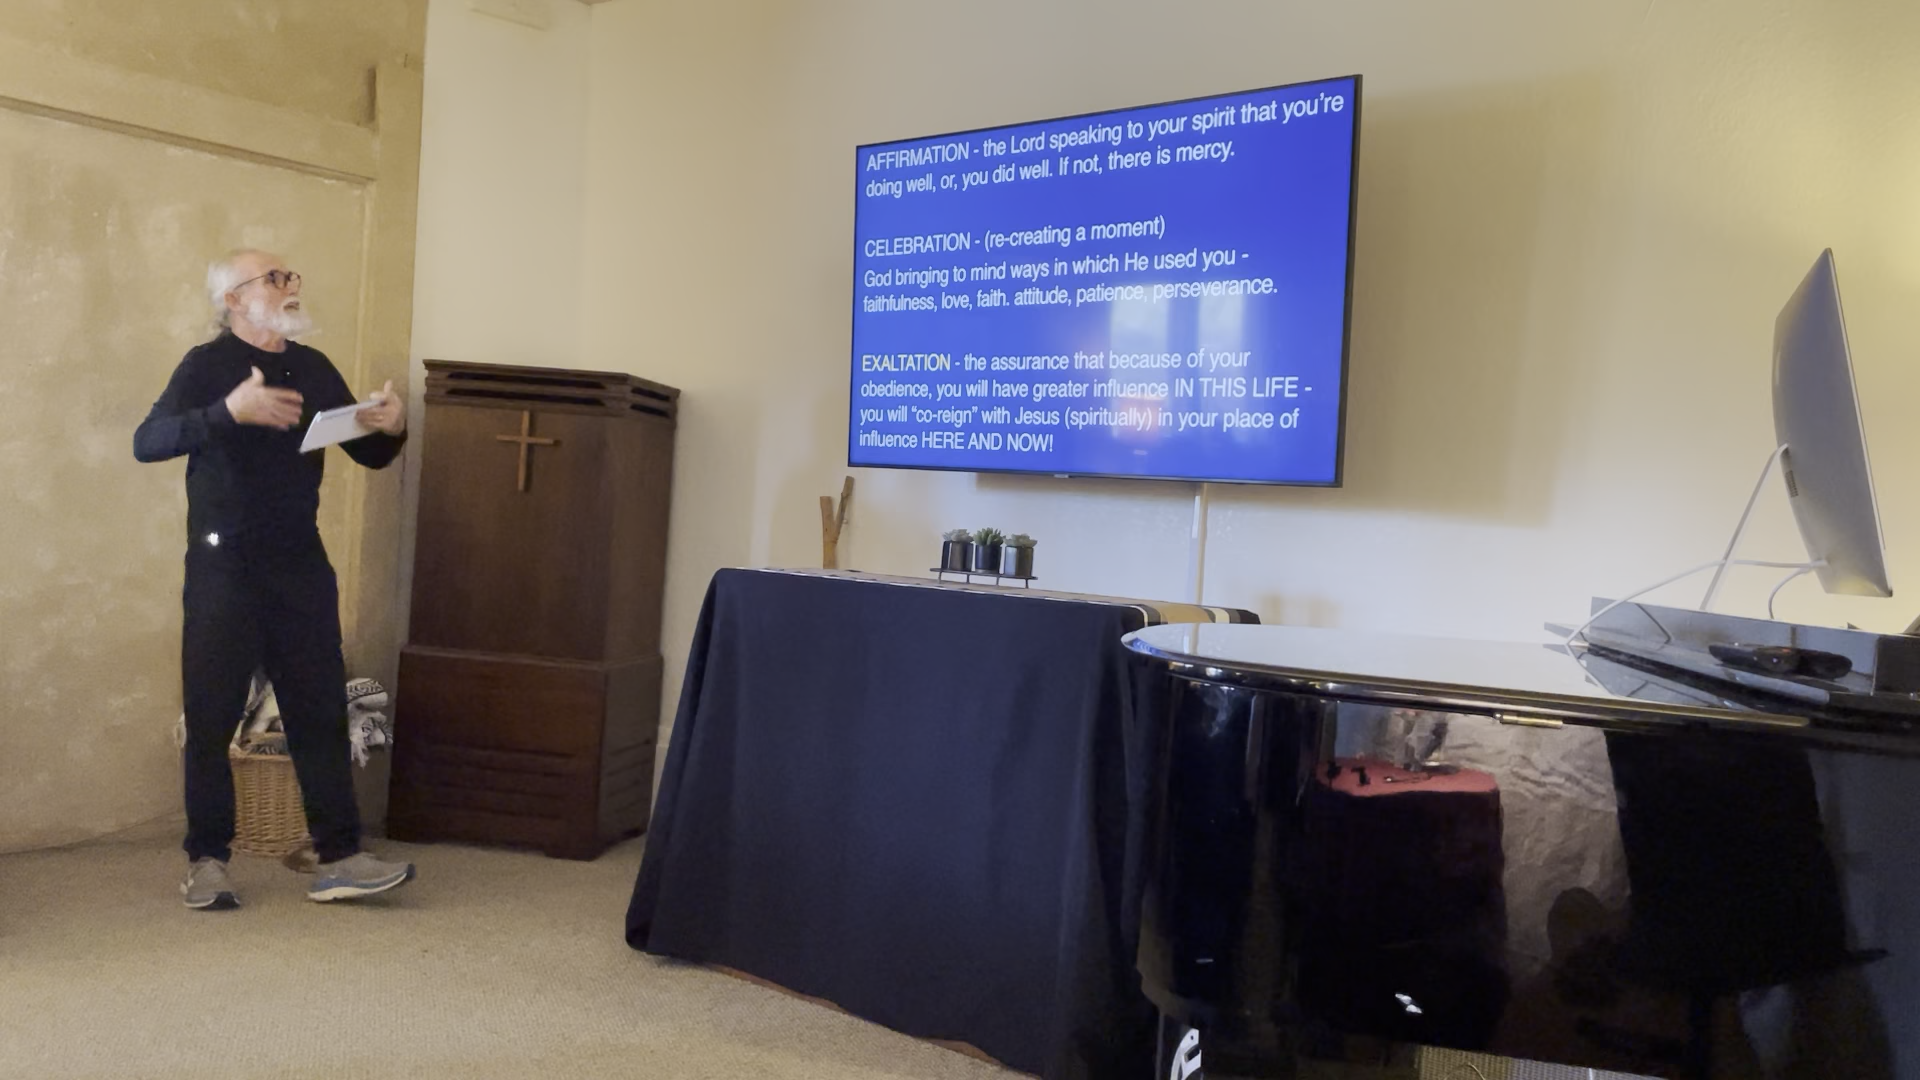 AFFIRMATION - the Lord speaking to your spirit that you're
doing well, or, you did well. If not, there is mercy.
CELEBRATION - (re-creating a moment)
God bringing to mind ways in which He used you -
faithfulness, love, faith. attitude, patience, perseverance.
EXALTATION - the assurance that because of your
obedience, you will have greater influence IN THIS LIFE -
you will “co-reign” with Jesus (spiritually) in your place of
influence HERE AND NOW!